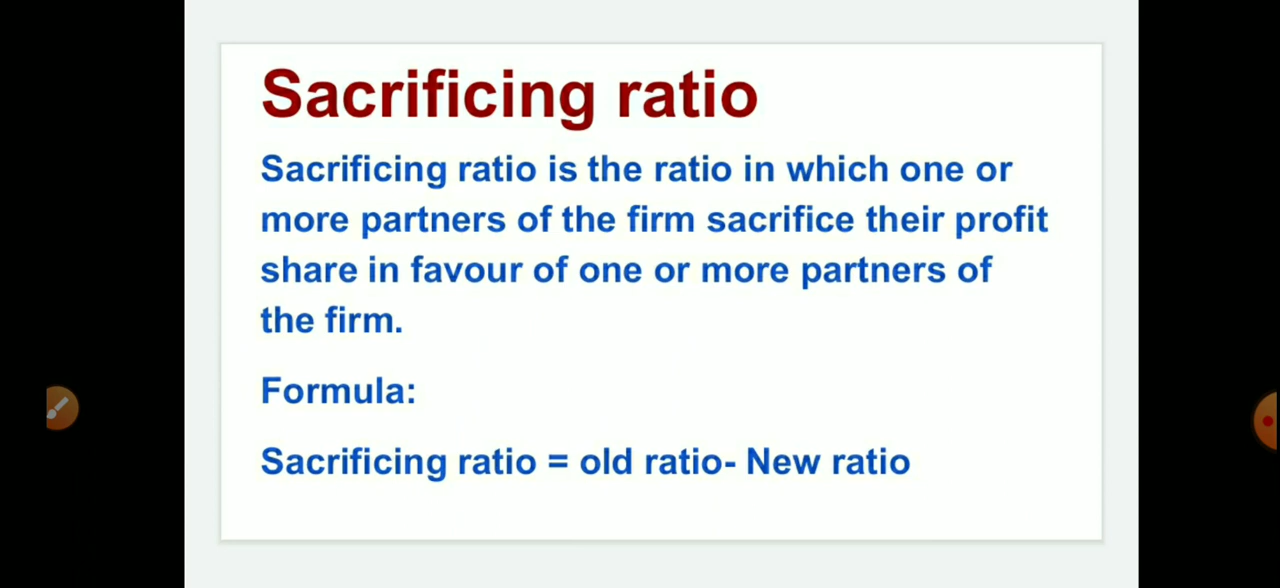 Sacrificing ratio
Sacrificing ratio is the ratio in which one or
more partners of the firm sacrifice their profit
share in favour of one or more partners of
the firm.
Formula:
Sacrificing ratio = old ratio- New ratio